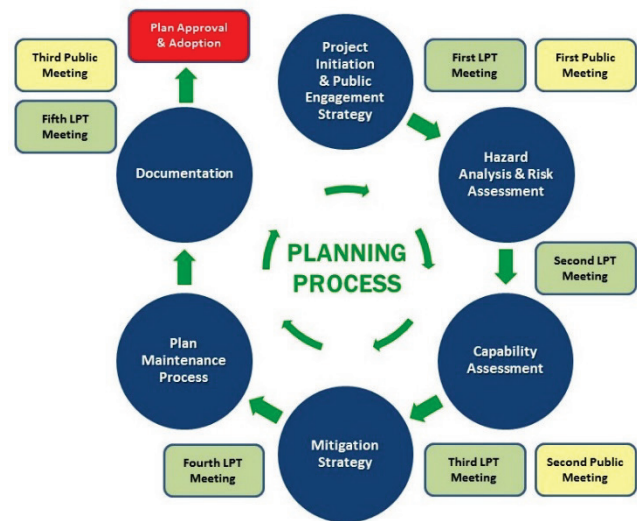 Plan Approval
& Adoption
Third Public
Meeting
Fifth LPT
Meeting
Project
Initiation
& Public
Engagement
Strategy
First LPT
Meeting
First Public
Meeting
Documentation
Hazard
Analysis & Risk
Assessment
PLANNING
PROCESS
Second LPT
Meeting
Plan
Maintenance
Process
Capability
Assessment
Mitigation
Strategy
Fourth LPT
Meeting
Third LPT
Meeting
Second Public
Meeting